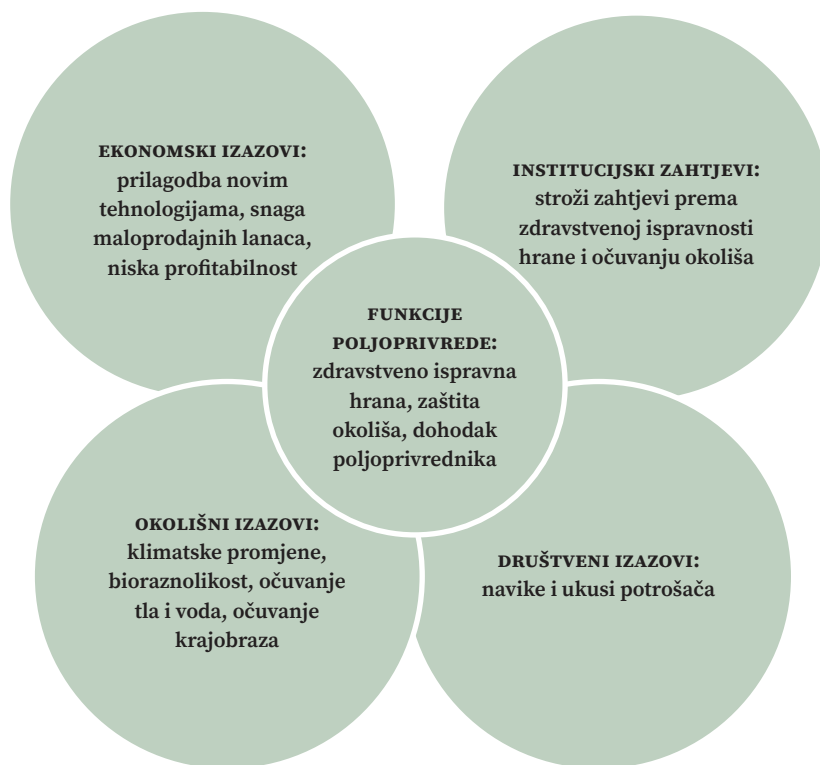 EKONOMSKI IZAZOVI:
prilagodba novim
tehnologijama, snaga
maloprodajnih lanaca,
niska profitabilnost
INSTITUCIJSKI ZAHTJEVI:
stroži zahtjevi prema
zdravstvenoj ispravnosti
hrane i očuvanju okoliša
FUNKCIJE
POLJOPRIVREDE:
zdravstveno ispravna
hrana, zaštita
okoliša, dohodak
poljoprivrednika
OKOLIŠNI IZAZOVI:
klimatske promjene,
bioraznolikost, očuvanje
tla i voda, očuvanje
krajobraza
DRUŠTVENI IZAZOVI:
navike i ukusi potrošača